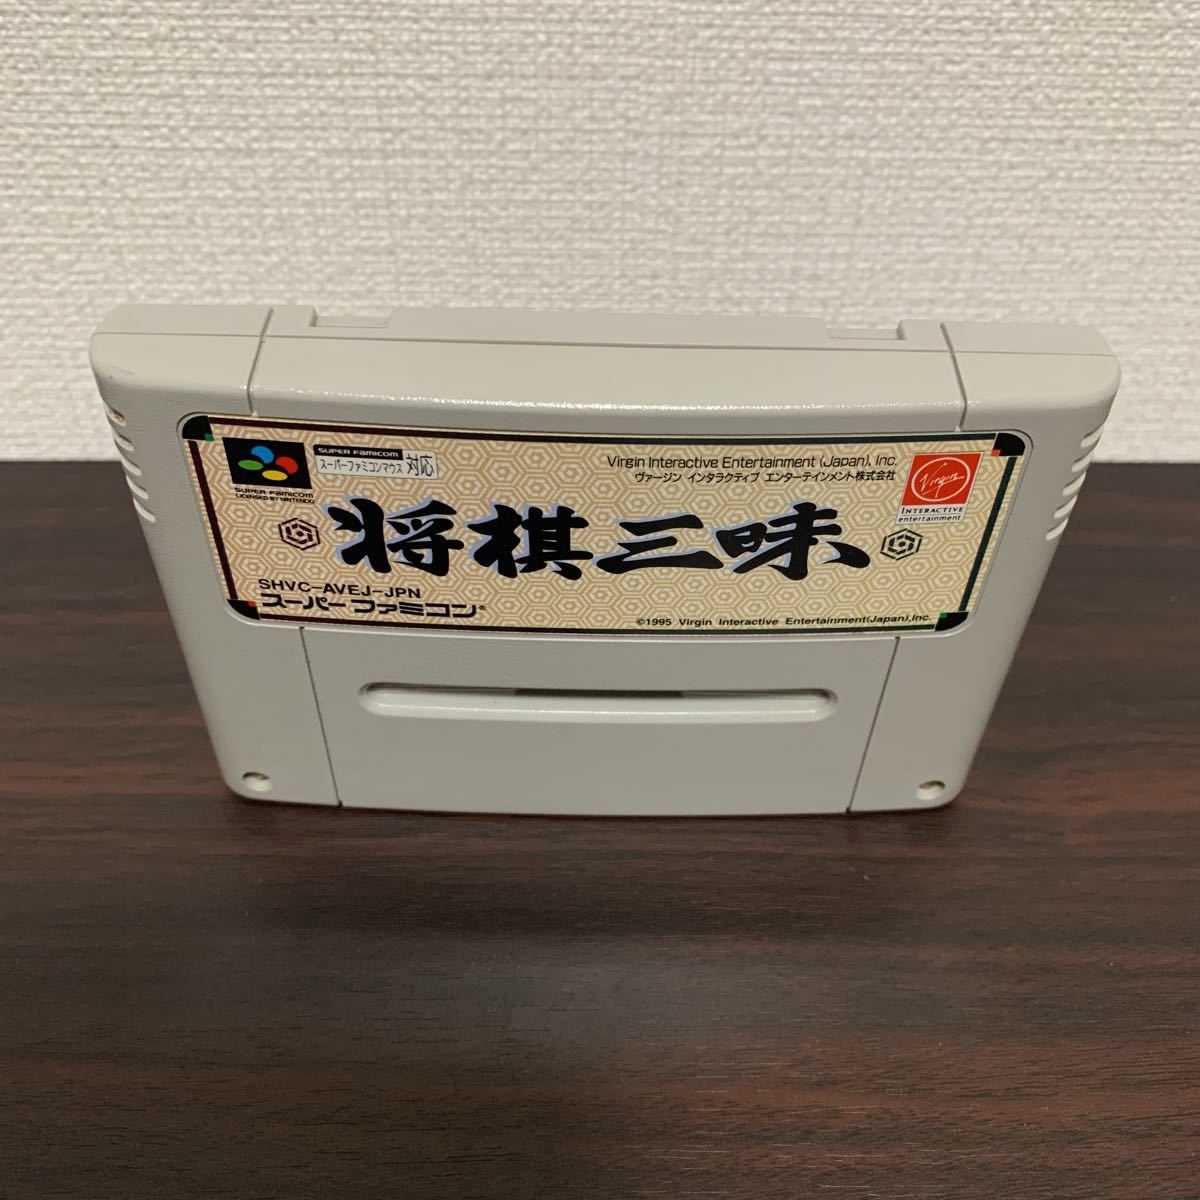 SUPER FAMICOM
LICENSED BY NINTENDO
SUPER FAMICOM
スーパーファミコンマウス 対応
Virgin Interactive Entertainment (Japan), Inc.
ヴァージン インタラクティブ エンターテインメント株式会社
Virgin
INTERACTIVE
entertainment
将棋三昧
SHVC-AVEJ-JPN
スーパーファミコン®
©1995 Virgin Interactive Entertainment(Japan),Inc.